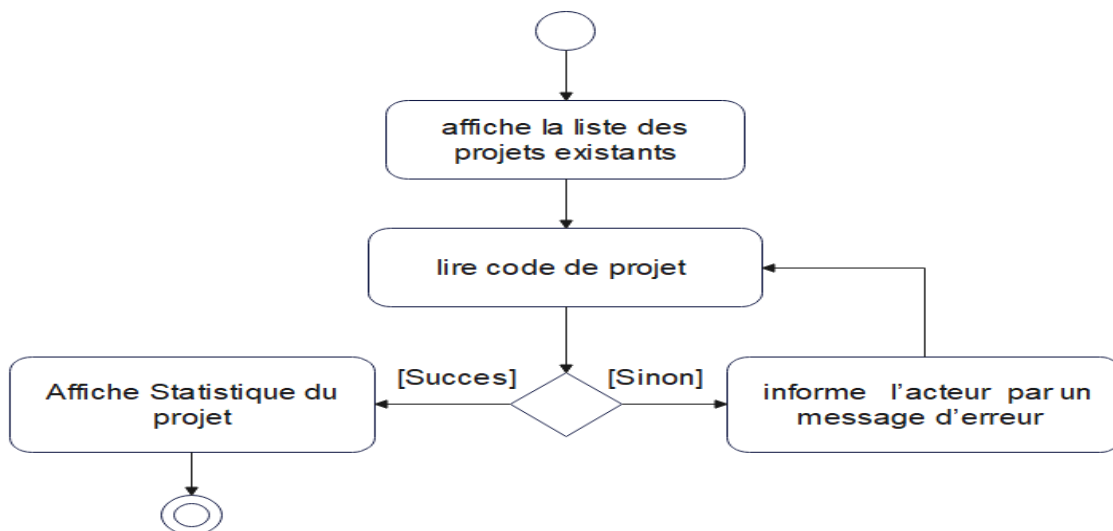 affiche la liste des
projets existants
lire code de projet
[Succes]
[Sinon]
Affiche Statistique du
projet
informe l'acteur par un
message d'erreur